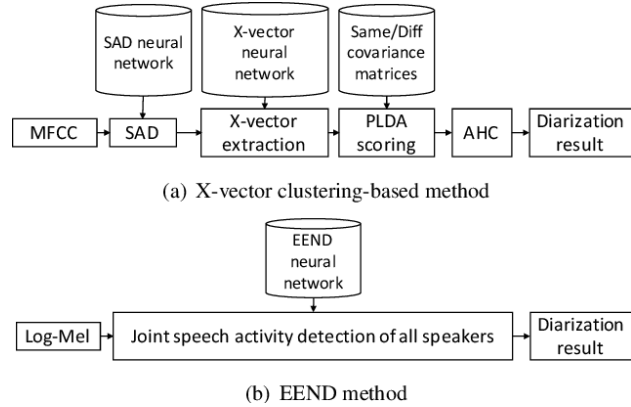 SAD neural
network
X-vector
neural
network
Same/Diff
covariance
matrices
MFCC
SAD
X-vector
extraction
PLDA
scoring
AHC
Diarization
result
(a) X-vector clustering-based method
EEND
neural
network
Log-Mel
Joint speech activity detection of all speakers
Diarization
result
(b) EEND method